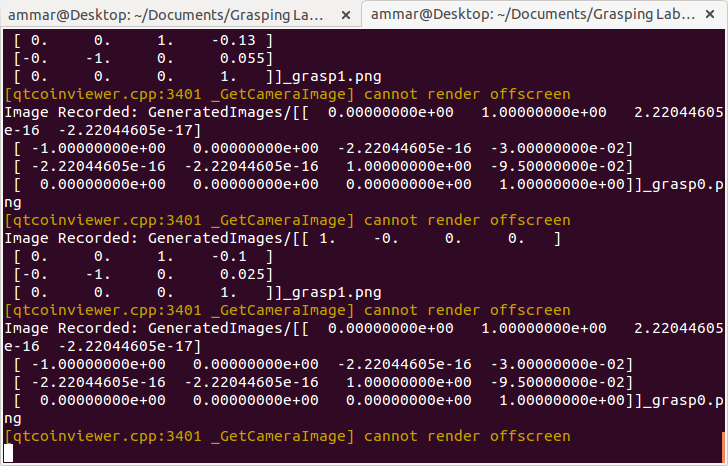 ammar@Desktop: ~/Documents/Grasping La... × ammar@Desktop: ~/Documents/Grasping Lab... ×
[ 0. 0. 1. -0.13 ]
[-0. -1. 0. 0.055]
[ 0. 0. 0. 1. ]]_grasp1.png
[qtcoinviewer.cpp:3401 _GetCameraImage] cannot render offscreen
Image Recorded: GeneratedImages/[[ 0.00000000e+00 1.00000000e+00 2.22044605
e-16 -2.22044605e-17]
[ -1.00000000e+00 0.00000000e+00 -2.22044605e-16 -3.00000000e-02]
[ -2.22044605e-16 -2.22044605e-16 1.00000000e+00 -9.50000000e-02]
[ 0.00000000e+00 0.00000000e+00 0.00000000e+00 1.00000000e+00]]_grasp0.p
ng
[qtcoinviewer.cpp:3401 _GetCameraImage] cannot render offscreen
Image Recorded: GeneratedImages/[[ 1. -0. 0. 0. ]
[ 0. 0. 1. -0.1 ]
[-0. -1. 0. 0.025]
[ 0. 0. 0. 1. ]]_grasp1.png
[qtcoinviewer.cpp:3401 _GetCameraImage] cannot render offscreen
Image Recorded: GeneratedImages/[[ 0.00000000e+00 1.00000000e+00 2.22044605
e-16 -2.22044605e-17]
[ -1.00000000e+00 0.00000000e+00 -2.22044605e-16 -3.00000000e-02]
[ -2.22044605e-16 -2.22044605e-16 1.00000000e+00 -9.50000000e-02]
[ 0.00000000e+00 0.00000000e+00 0.00000000e+00 1.00000000e+00]]_grasp0.p
ng
[qtcoinviewer.cpp:3401 _GetCameraImage] cannot render offscreen